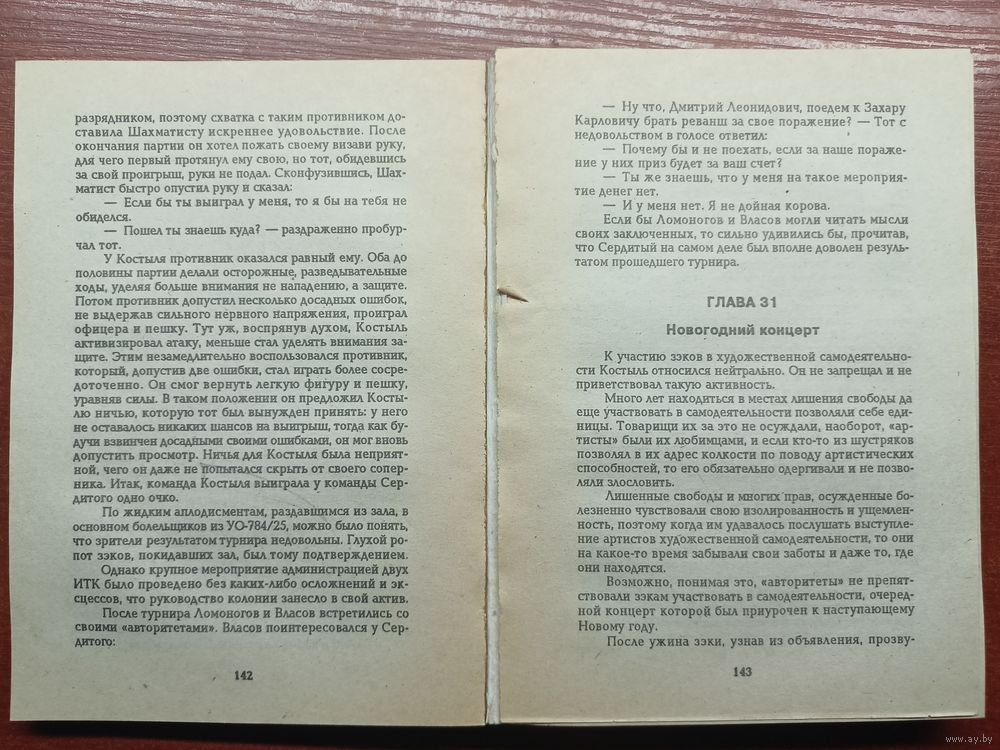 разрядником, поэтому схватка с таким противником до-
ставила Шахматисту искреннее удовольствие. После
окончания партии он хотел пожать своему визави руку,
для чего первый протянул ему свою, но тот, обидевшись
за свой проигрыш, руки не подал. Сконфузившись, Шах-
матист быстро опустил руку и сказал:
— Если бы ты выиграл у меня, то я бы на тебя не
обиделся.
— Пошел ты знаешь куда? — раздраженно пробур-
чал тот.
У Костыля противник оказался равный ему. Оба до
половины партии делали осторожные, разведывательные
ходы, уделяя больше внимания не нападению, а защите.
Потом противник допустил несколько досадных ошибок,
не выдержав сильного нервного напряжения, проиграл
офицера и пешку. Тут уж, воспрянув духом, Костыль
активизировал атаку, меньше стал уделять внимания за-
щите. Этим незамедлительно воспользовался противник,
который, допустив две ошибки, стал играть более сосре-
доточенно. Он смог вернуть легкую фигуру и пешку,
уравняв силы. В таком положении он предложил Косты-
лю ничью, которую тот был вынужден принять: у него
не оставалось никаких шансов на выигрыш, тогда как бу-
дучи взвинчен досадными своими ошибками, он мог вновь
допустить просмотр. Ничья для Костыля была неприят-
ной, чего он даже не попытался скрыть от своего сопер-
ника. Итак, команда Костыля выиграла у команды Сер-
дитого одно очко.
По жидким аплодисментам, раздавшимся из зала, в
основном болельщиков из УО-784/25, можно было понять,
что зрители результатом турнира недовольны. Глухой ро-
пот зэков, покидавших зал, был тому подтверждением.
Однако крупное мероприятие администрацией двух
ИТК было проведено без каких-либо осложнений и эк-
сцессов, что руководство колонии занесло в свой актив.
После турнира Ломоногов и Власов встретились со
своими «авторитетами». Власов поинтересовался у Сер-
дитого:
142
— Ну что, Дмитрий Леонидович, поедем к Захару
Карловичу брать реванш за свое поражение? — Тот с
недовольством в голосе ответил:
— Почему бы и не поехать, если за наше пораже-
ние у них приз будет за ваш счет?
— Ты же знаешь, что у меня на такое мероприя-
тие денег нет.
— И у меня нет. Я не дойная корова.
Если бы Ломоногов и Власов могли читать мысли
своих заключенных, то сильно удивились бы, прочитав,
что Сердитый на самом деле был вполне доволен резуль-
татом прошедшего турнира.
ГЛАВА 31
Новогодний концерт
К участию зэков в художественной самодеятельно-
сти Костыль относился нейтрально. Он не запрещал и не
приветствовал такую активность.
Много лет находиться в местах лишения свободы да
еще участвовать в самодеятельности позволяли себе еди-
ницы. Товарищи их за это не осуждали, наоборот, «ар-
тисты» были их любимцами, и если кто-то из шустряков
позволял в их адрес колкости по поводу артистических
способностей, то его обязательно одергивали и не позво-
ляли злословить.
Лишенные свободы и многих прав, осужденные бо-
лезненно чувствовали свою изолированность и ущемлен-
ность, поэтому когда им удавалось послушать выступле-
ние артистов художественной самодеятельности, то они
на какое-то время забывали свои заботы и даже то, где
они находятся.
Возможно, понимая это, «авторитеты» не препят-
ствовали зэкам участвовать в самодеятельности, очеред-
ной концерт которой был приурочен к наступающему
Новому году.
После ужина зэки, узнав из объявления, прозву-
143
www.ay.by